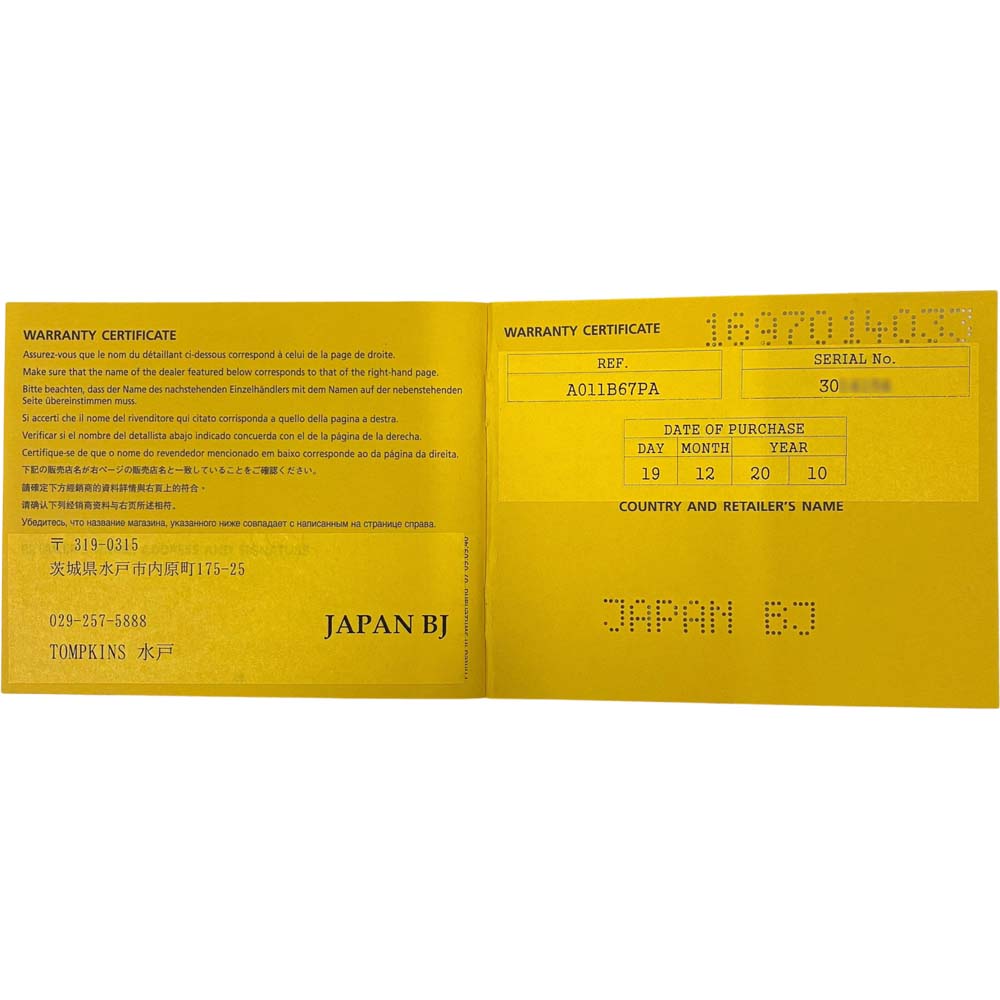 WARRANTY CERTIFICATE
Assurez-vous que le nom du détaillant ci-dessous correspond à celui de la page de droite.
Make sure that the name of the dealer featured below corresponds to that of the right-hand page.
Bitte beachten, dass der Name des nachstehenden Einzelhändlers mit dem Namen auf der nebenstehenden
Seite übereinstimmen muss.
Si accerti che il nome del rivenditore qui citato corrisponda a quello della pagina a destra.
Verificar si el nombre del detallista abajo indicado concuerda con el de la página de la derecha.
Certifique-se de que o nome do revendedor mencionado em baixo corresponde ao da página da direita.
下記の販売店名が右ページの販売店名と一致していることをご確認ください。
請確定下方經銷商的資料詳情與右頁上的符合。
请确认下列经销商资料与右页所述相符。
Убедитесь, что название магазина, указанного ниже совпадает с написанным на странице справа.
〒 319-0315
茨城県水戸市内原町175-25
029-257-5888
TOMPKINS 水戸
JAPAN BJ
WARRANTY CERTIFICATE
1697014033
REF.
SERIAL No.
A011B67PA
30
DATE OF PURCHASE
DAY MONTH YEAR
19 12 20 10
COUNTRY AND RETAILER'S NAME
JAPAN BJ